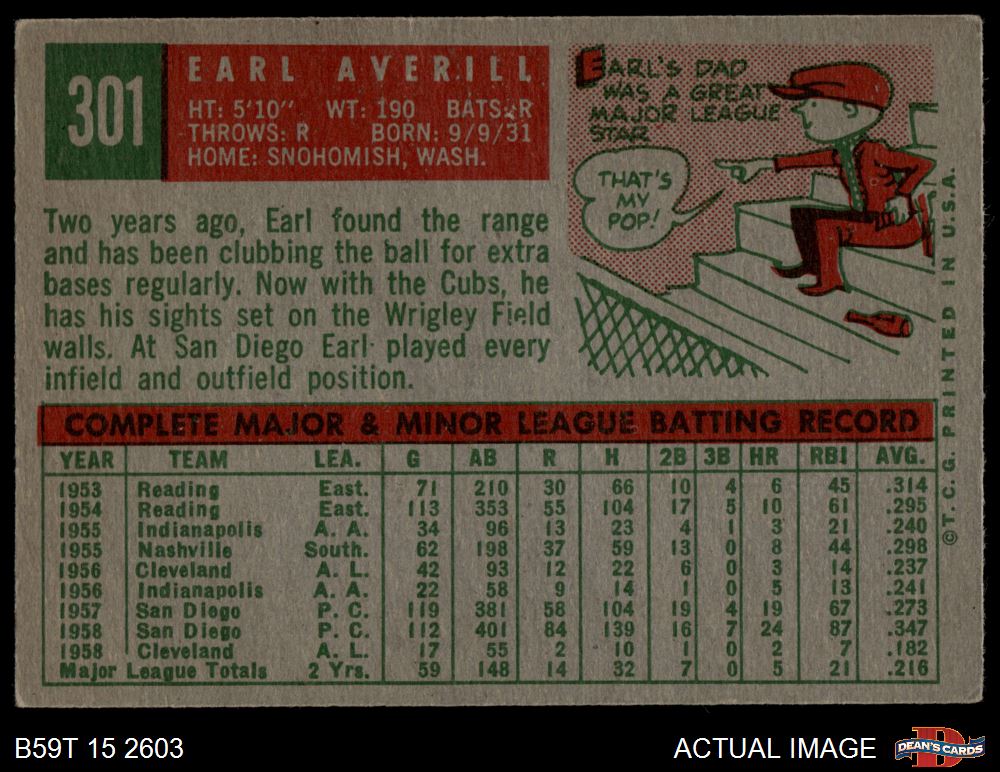 301
EARL AVERILL
HT: 5'10" WT: 190 BATS: R
THROWS: R BORN: 9/9/31
HOME: SNOHOMISH, WASH.
EARL'S DAD
WAS A GREAT
MAJOR LEAGUE
STAR
THAT'S
MY
POP!
Two years ago, Earl found the range
and has been clubbing the ball for extra
bases regularly. Now with the Cubs, he
has his sights set on the Wrigley Field
walls. At San Diego Earl played every
infield and outfield position.
COMPLETE MAJOR & MINOR LEAGUE BATTING RECORD
YEAR TEAM LEA. G AB R H 2B 3B HR RBI AVG.
1953 Reading East. 71 210 30 66 10 4 6 45 .314
1954 Reading East. 113 353 55 104 17 5 10 61 .295
1955 Indianapolis A. A. 34 96 13 23 4 1 3 21 .240
1955 Nashville South. 62 198 37 59 13 0 8 44 .298
1956 Cleveland A. L. 42 93 12 22 6 0 3 14 .237
1956 Indianapolis A. A. 22 58 9 14 1 0 5 13 .241
1957 San Diego P. C. 119 381 58 104 19 4 19 67 .273
1958 San Diego P. C. 112 401 84 139 16 7 24 87 .347
1958 Cleveland A. L. 17 55 2 10 1 0 2 7 .182
Major League Totals 2 Yrs. 59 148 14 32 7 0 5 21 .216
©T.C.G. PRINTED IN U.S.A.
B59T 15 2603
ACTUAL IMAGE
D
DEAN'S CARDS